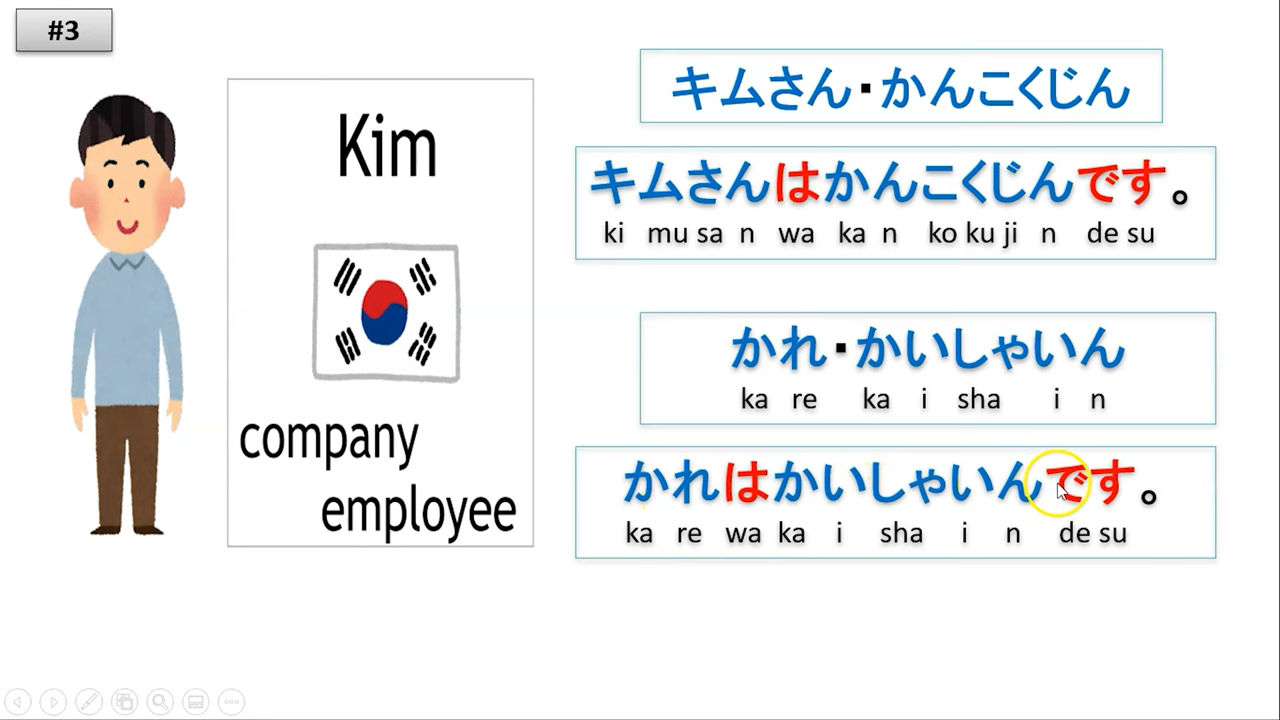 #3
Kim
company
employee
キムさん・かんこくじん
キムさんはかんこくじんです。
ki mu sa n wa ka n ko ku ji n de su
かれ・かいしゃいん
ka re ka i sha i n
かれはかいしゃいんです。
ka re wa ka i sha i n de su